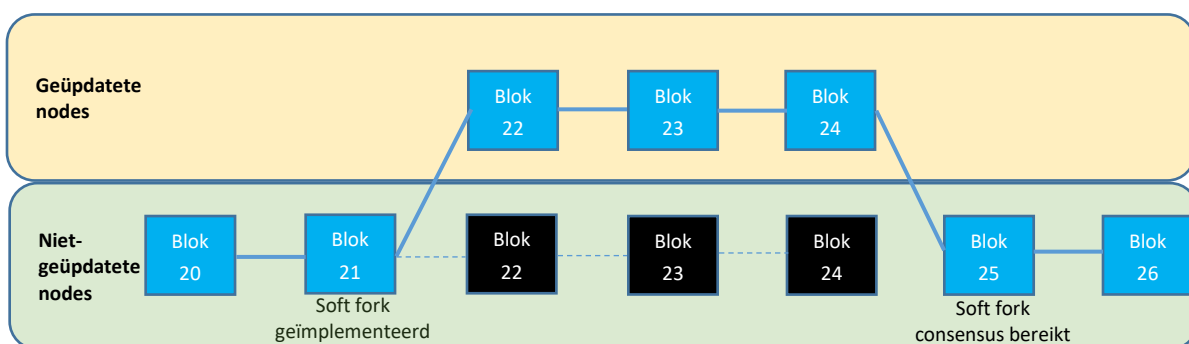 Geüpdatete
nodes
Blok
22
Blok
23
Blok
24
Niet-
geüpdatete
nodes
Blok
20
Blok
21
Blok
22
Blok
23
Blok
24
Blok
25
Blok
26
Soft fork
geïmplementeerd
Soft fork
consensus bereikt